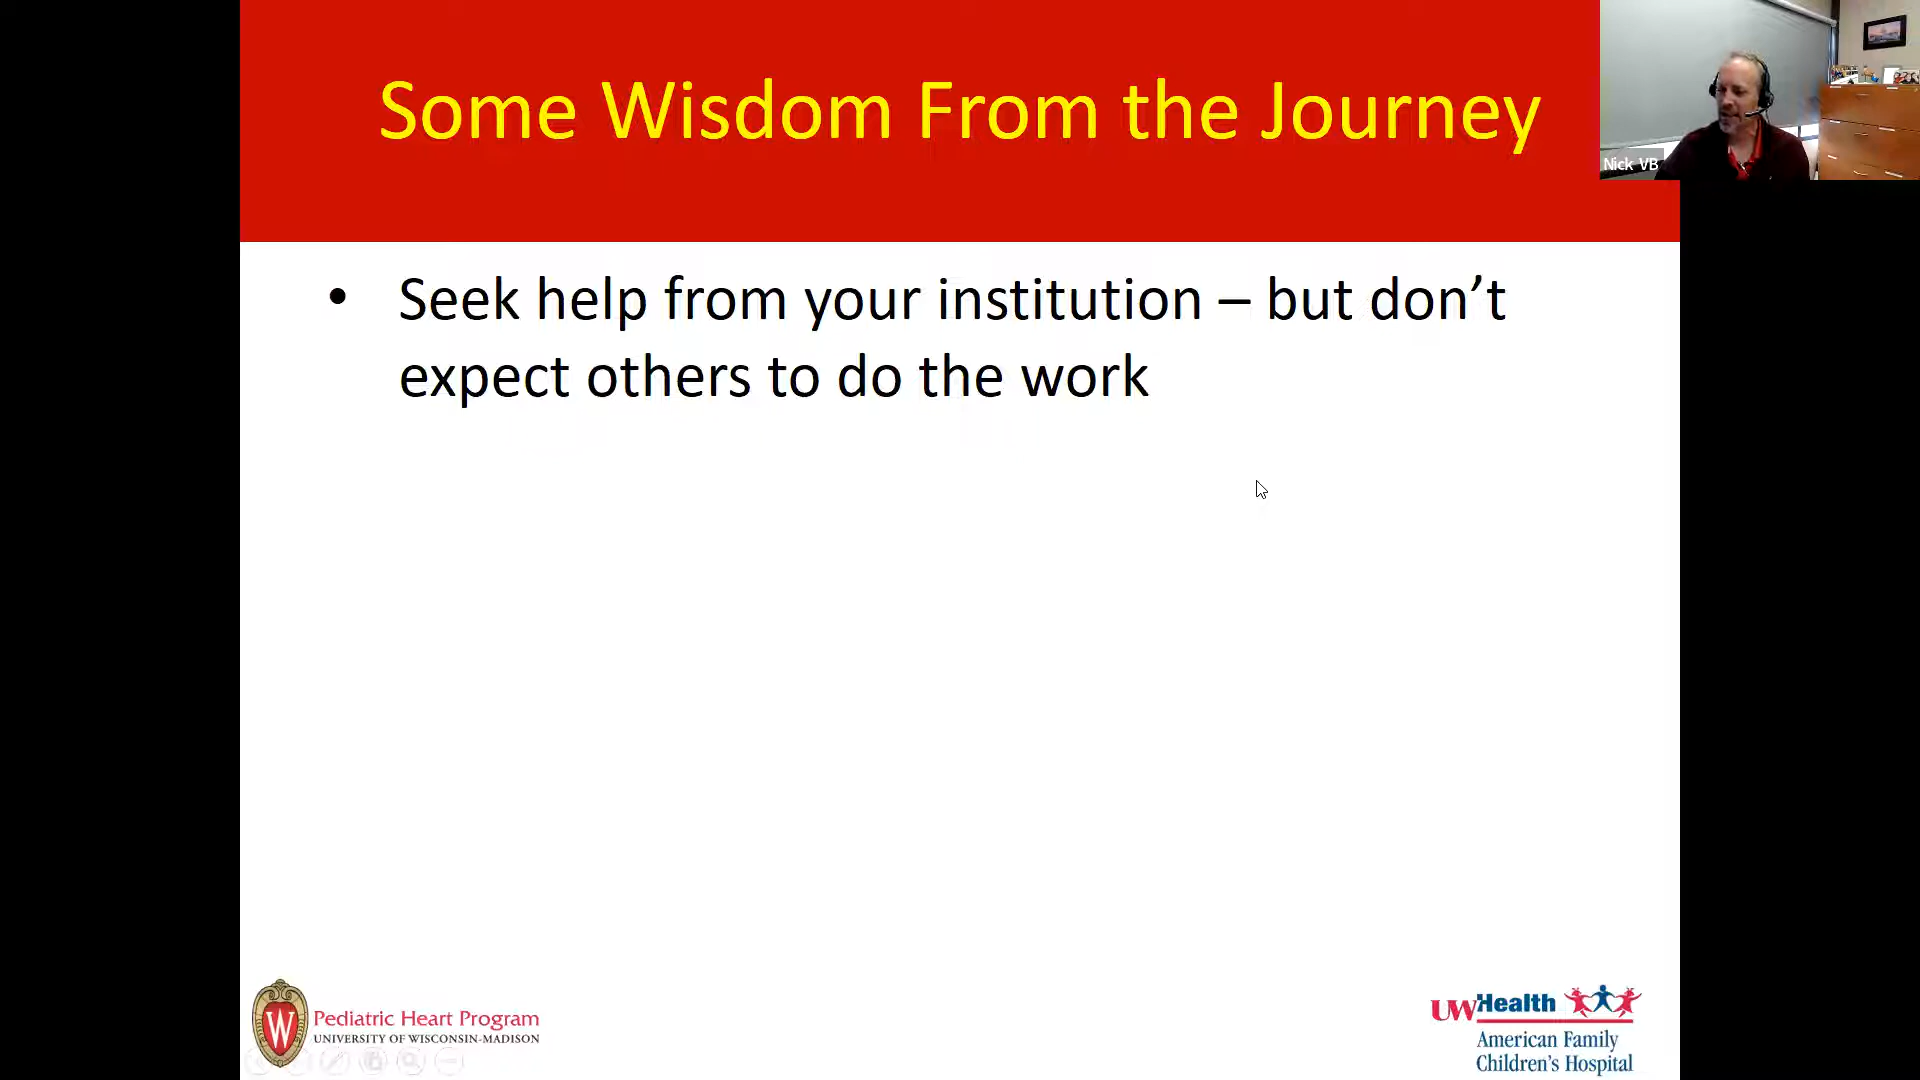 Some Wisdom From the Journey
Nick VB
• Seek help from your institution – but don’t
expect others to do the work
W
Pediatric Heart Program
UNIVERSITY OF WISCONSIN-MADISON
UWHealth
American Family
Children's Hospital